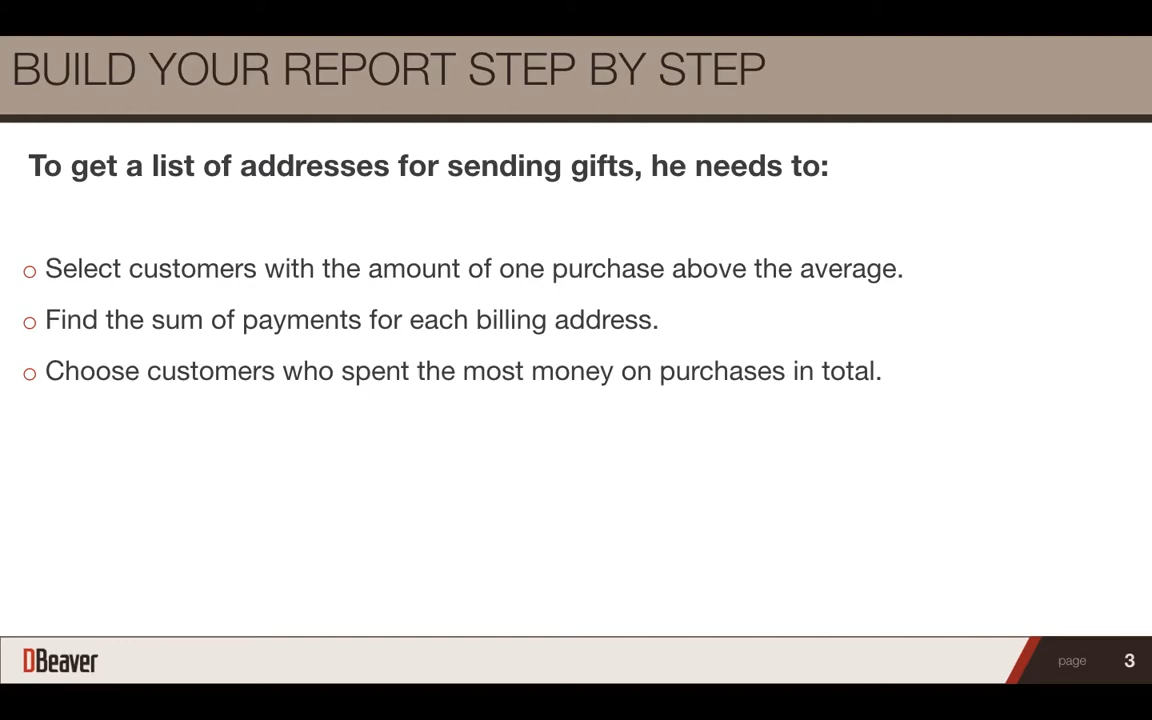 BUILD YOUR REPORT STEP BY STEP
To get a list of addresses for sending gifts, he needs to:
Select customers with the amount of one purchase above the average.
Find the sum of payments for each billing address.
Choose customers who spent the most money on purchases in total.
DBeaver
page 3